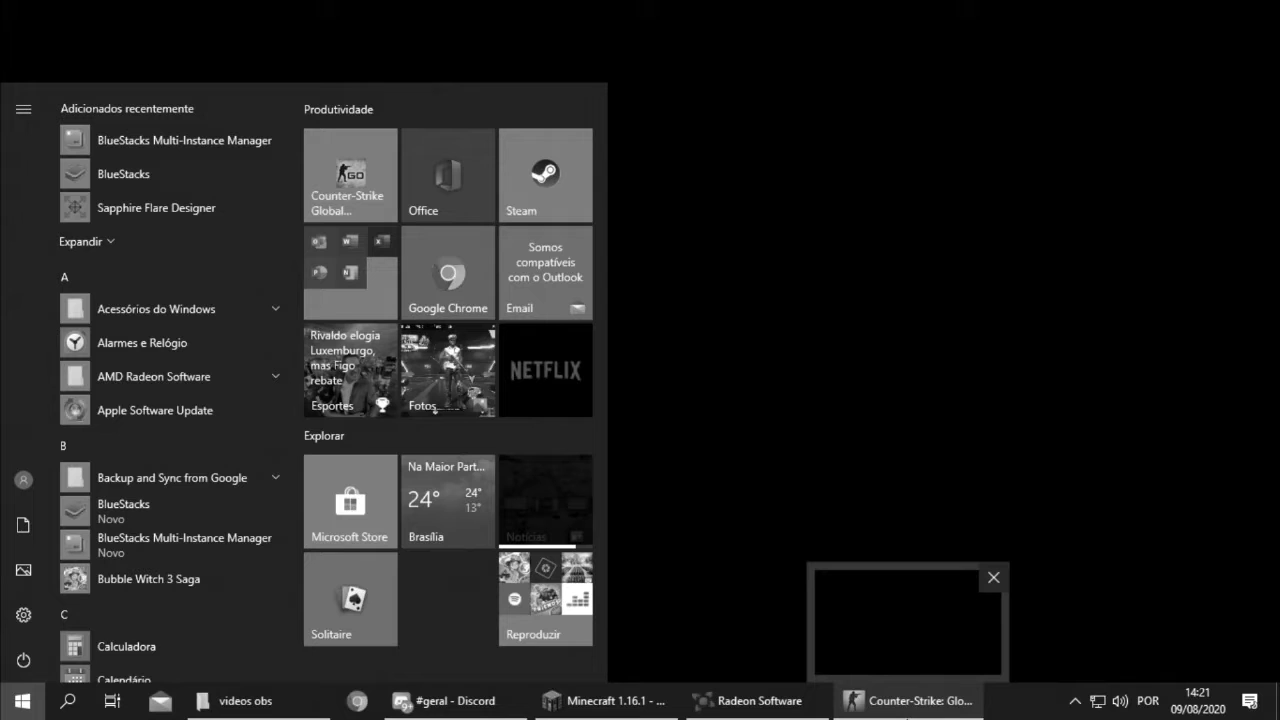 Adicionados recentemente
BlueStacks Multi-Instance Manager
BlueStacks
Sapphire Flare Designer
Expandir
A
Acessórios do Windows
Alarmes e Relógio
AMD Radeon Software
Apple Software Update
B
Backup and Sync from Google
BlueStacks
Novo
BlueStacks Multi-Instance Manager
Novo
Bubble Witch 3 Saga
C
Calculadora
Calendário
Produtividade
GO
Counter-Strike
Global...
Office
Steam
Google Chrome
Somos
compatíveis
com o Outlook
Email
Rivaldo elogia
Luxemburgo,
mas Figo
rebate
Esportes
Fotos
NETFLIX
Explorar
Microsoft Store
Na Maior Part...
24°
24°
13°
Brasília
Notícias
Solitaire
Reproduzir
videos obs
#geral - Discord
Minecraft 1.16.1 - ...
Radeon Software
Counter-Strike: Glo...
POR
14:21
09/08/2020